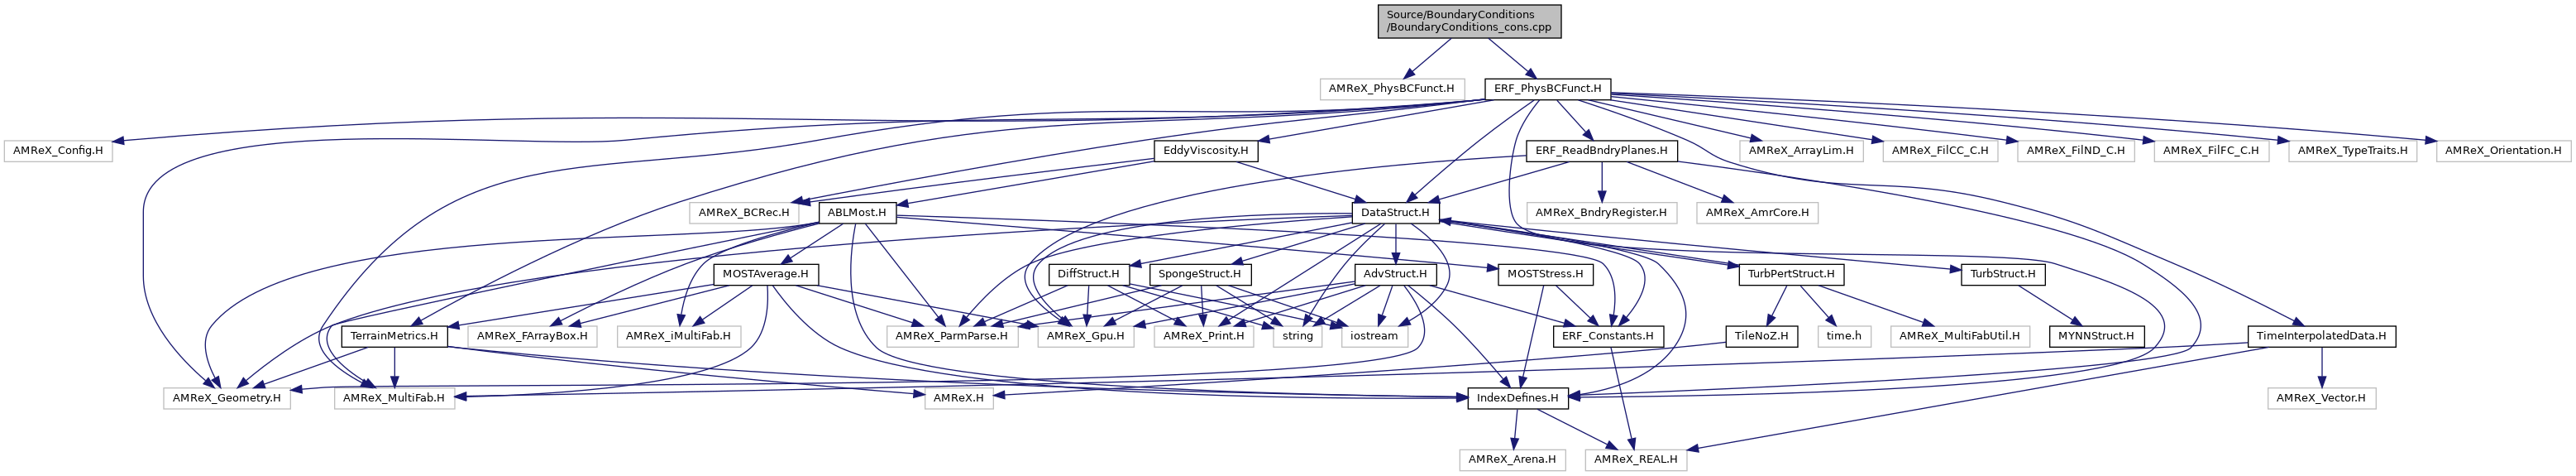 Source/BoundaryConditions
/BoundaryConditions_cons.cpp
AMReX_PhysBCFunct.H
ERF_PhysBCFunct.H
AMReX_Config.H
EddyViscosity.H
ERF_ReadBndryPlanes.H
AMReX_ArrayLim.H
AMReX_FilCC_C.H
AMReX_FilND_C.H
AMReX_FilFC_C.H
AMReX_TypeTraits.H
AMReX_Orientation.H
AMReX_BCRec.H
ABLMost.H
DataStruct.H
AMReX_BndryRegister.H
AMReX_AmrCore.H
MOSTAverage.H
DiffStruct.H
SpongeStruct.H
AdvStruct.H
MOSTStress.H
TurbPertStruct.H
TurbStruct.H
TerrainMetrics.H
AMReX_FArrayBox.H
AMReX_iMultiFab.H
AMReX_ParmParse.H
AMReX_Gpu.H
AMReX_Print.H
string
iostream
ERF_Constants.H
TileNoZ.H
time.h
AMReX_MultiFabUtil.H
MYNNStruct.H
TimeInterpolatedData.H
AMReX_Geometry.H
AMReX_MultiFab.H
AMReX.H
IndexDefines.H
AMReX_Vector.H
AMReX_Arena.H
AMReX_REAL.H